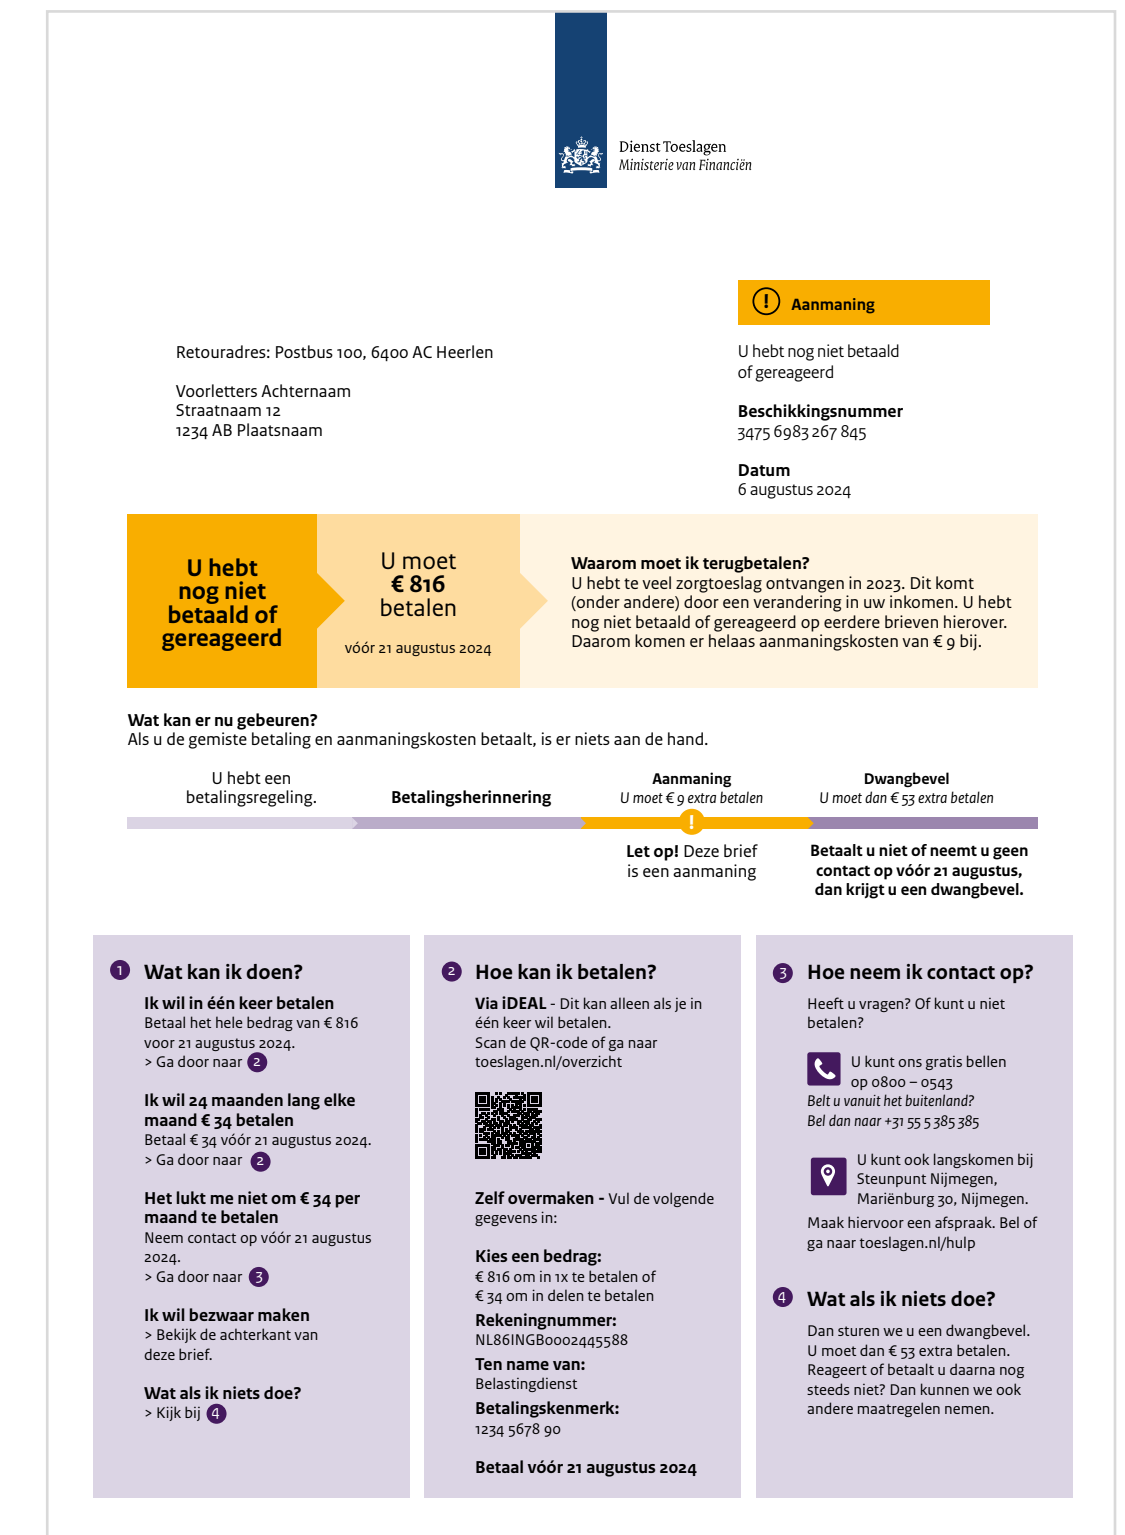 Dienst Toeslagen
Ministerie van Financiën
! Aanmaning
U hebt nog niet betaald
of gereageerd
Beschikkingsnummer
3475 6983 267 845
Datum
6 augustus 2024
Retouradres: Postbus 100, 6400 AC Heerlen
Voorletters Achternaam
Straatnaam 12
1234 AB Plaatsnaam
U hebt
nog niet
betaald of
gereageerd
U moet
€ 816
betalen
vóór 21 augustus 2024
Waarom moet ik terugbetalen?
U hebt te veel zorgtoeslag ontvangen in 2023. Dit komt
(onder andere) door een verandering in uw inkomen. U hebt
nog niet betaald of gereageerd op eerdere brieven hierover.
Daarom komen er helaas aanmaningskosten van € 9 bij.
Wat kan er nu gebeuren?
Als u de gemiste betaling en aanmaningskosten betaalt, is er niets aan de hand.
U hebt een
betalingsregeling.
Betalingsherinnering
Aanmaning
U moet € 9 extra betalen
!
Let op! Deze brief
is een aanmaning
Dwangbevel
U moet dan € 53 extra betalen
Betaalt u niet of neemt u geen
contact op vóór 21 augustus,
dan krijgt u een dwangbevel.
1 Wat kan ik doen?
Ik wil in één keer betalen
Betaal het hele bedrag van € 816
voor 21 augustus 2024.
> Ga door naar 2
Ik wil 24 maanden lang elke
maand € 34 betalen
Betaal € 34 vóór 21 augustus 2024.
> Ga door naar 2
Het lukt me niet om € 34 per
maand te betalen
Neem contact op vóór 21 augustus
2024.
> Ga door naar 3
Ik wil bezwaar maken
> Bekijk de achterkant van
deze brief.
Wat als ik niets doe?
> Kijk bij 4
2 Hoe kan ik betalen?
Via iDEAL - Dit kan alleen als je in
één keer wil betalen.
Scan de QR-code of ga naar
toeslagen.nl/overzicht
Zelf overmaken - Vul de volgende
gegevens in:
Kies een bedrag:
€ 816 om in 1x te betalen of
€ 34 om in delen te betalen
Rekeningnummer:
NL86INGB0002445588
Ten name van:
Belastingdienst
Betalingskenmerk:
1234 5678 90
Betaal vóór 21 augustus 2024
3 Hoe neem ik contact op?
Heeft u vragen? Of kunt u niet
betalen?
U kunt ons gratis bellen
op 0800 – 0543
Belt u vanuit het buitenland?
Bel dan naar +31 55 5 385 385
U kunt ook langskomen bij
Steunpunt Nijmegen,
Mariënburg 30, Nijmegen.
Maak hiervoor een afspraak. Bel of
ga naar toeslagen.nl/hulp
4 Wat als ik niets doe?
Dan sturen we u een dwangbevel.
U moet dan € 53 extra betalen.
Reageert of betaalt u daarna nog
steeds niet? Dan kunnen we ook
andere maatregelen nemen.